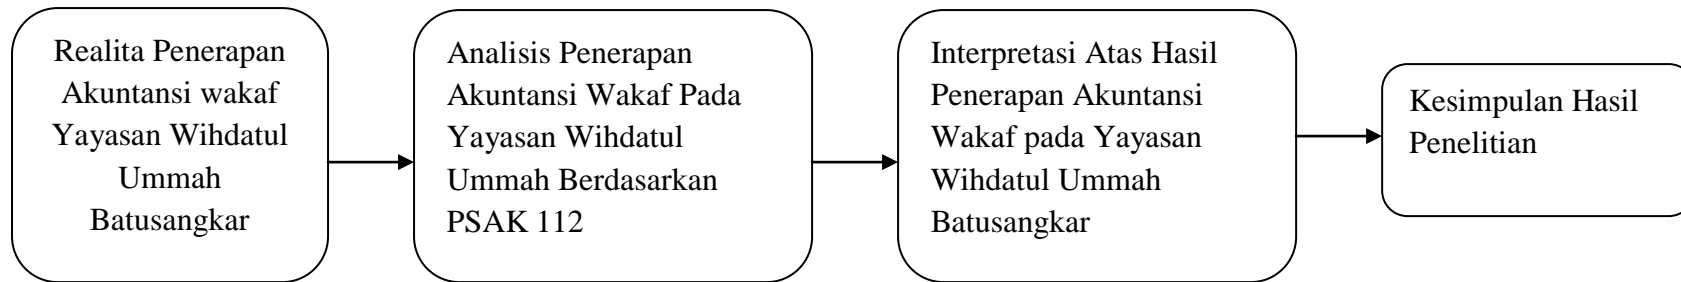 Realita Penerapan
Akuntansi wakaf
Yayasan Wihdatul
Ummah
Batusangkar
Analisis Penerapan
Akuntansi Wakaf Pada
Yayasan Wihdatul
Ummah Berdasarkan
PSAK 112
Interpretasi Atas Hasil
Penerapan Akuntansi
Wakaf pada Yayasan
Wihdatul Ummah
Batusangkar
Kesimpulan Hasil
Penelitian